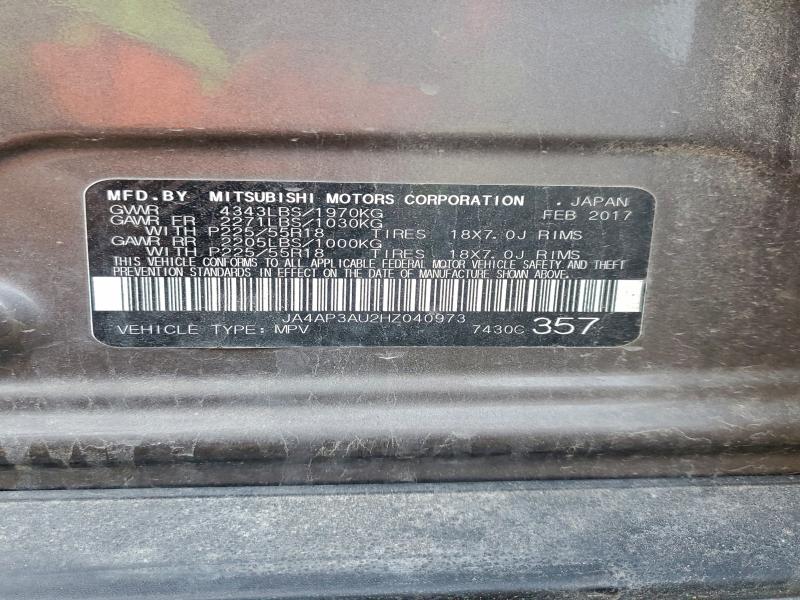 MFD.BY MITSUBISHI MOTORS CORPORATION . JAPAN
GVWR 4343LBS/1970KG FEB 2017
GAWR FR 2271LBS/1030KG
WITH P225/55R18 TIRES 18X7.0J RIMS
GAWR RR 2205LBS/1000KG
WITH P225/55R18 TIRES 18X7.0J RIMS
THIS VEHICLE CONFORMS TO ALL APPLICABLE FEDERAL MOTOR VEHICLE SAFETY AND THEFT
PREVENTION STANDARDS IN EFFECT ON THE DATE OF MANUFACTURE SHOWN ABOVE.
JA4AP3AU2HZ040973
VEHICLE TYPE: MPV 7430C 357